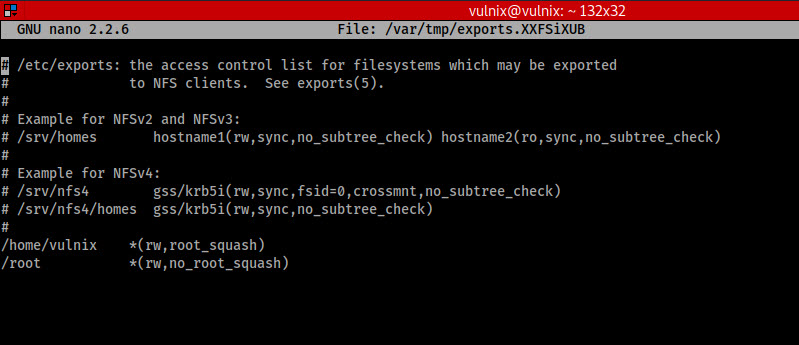 vulnix@vulnix: ~ 132x32
GNU nano 2.2.6 File: /var/tmp/exports.XXFSiXUB
# /etc/exports: the access control list for filesystems which may be exported
# to NFS clients. See exports(5).
#
# Example for NFSv2 and NFSv3:
# /srv/homes hostname1(rw,sync,no_subtree_check) hostname2(ro,sync,no_subtree_check)
#
# Example for NFSv4:
# /srv/nfs4 gss/krb5i(rw,sync,fsid=0,crossmnt,no_subtree_check)
# /srv/nfs4/homes gss/krb5i(rw,sync,no_subtree_check)
#
/home/vulnix *(rw,root_squash)
/root *(rw,no_root_squash)